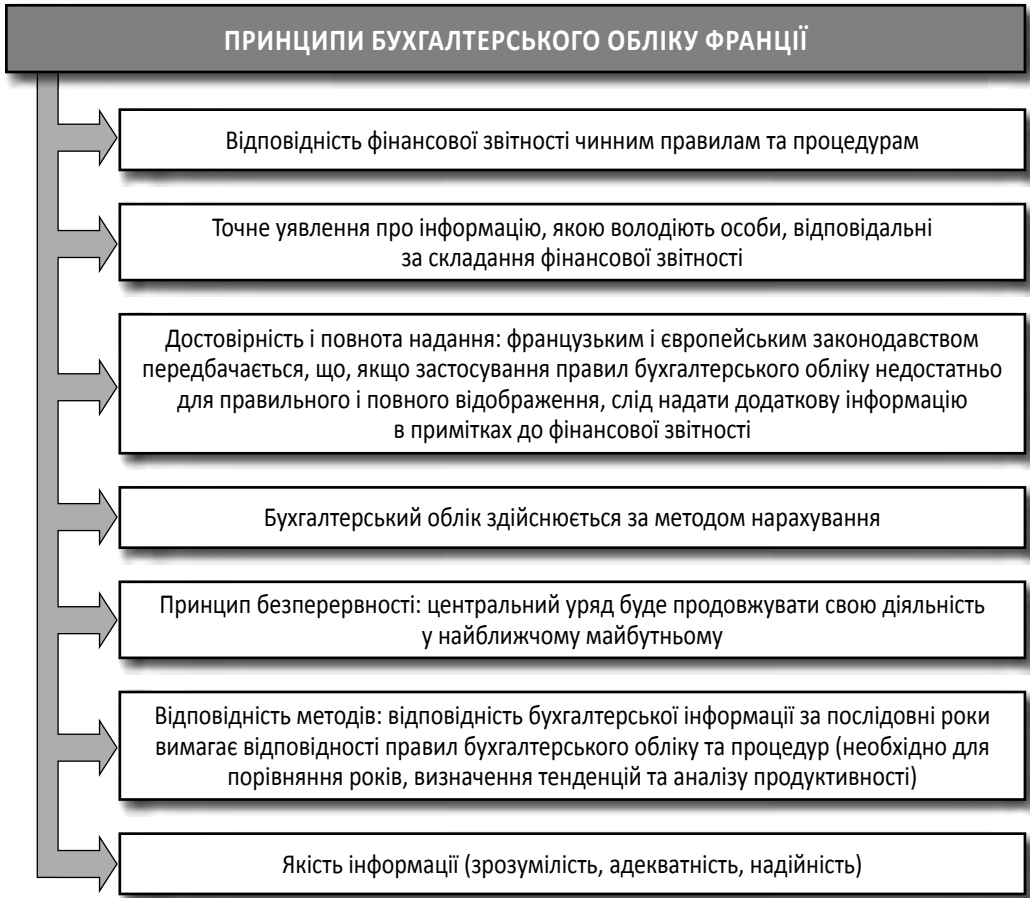 ПРИНЦИПИ БУХГАЛТЕРСЬКОГО ОБЛІКУ ФРАНЦІЇ
Відповідність фінансової звітності чинним правилам та процедурам
Точне уявлення про інформацію, якою володіють особи, відповідальні
за складання фінансової звітності
Достовірність і повнота надання: французьким і європейським законодавством
передбачається, що, якщо застосування правил бухгалтерського обліку недостатньо
для правильного і повного відображення, слід надати додаткову інформацію
в примітках до фінансової звітності
Бухгалтерський облік здійснюється за методом нарахування
Принцип безперервності: центральний уряд буде продовжувати свою діяльність
у найближчому майбутньому
Відповідність методів: відповідність бухгалтерської інформації за послідовні роки
вимагає відповідності правил бухгалтерського обліку та процедур (необхідно для
порівняння років, визначення тенденцій та аналізу продуктивності)
Якість інформації (зрозумілість, адекватність, надійність)